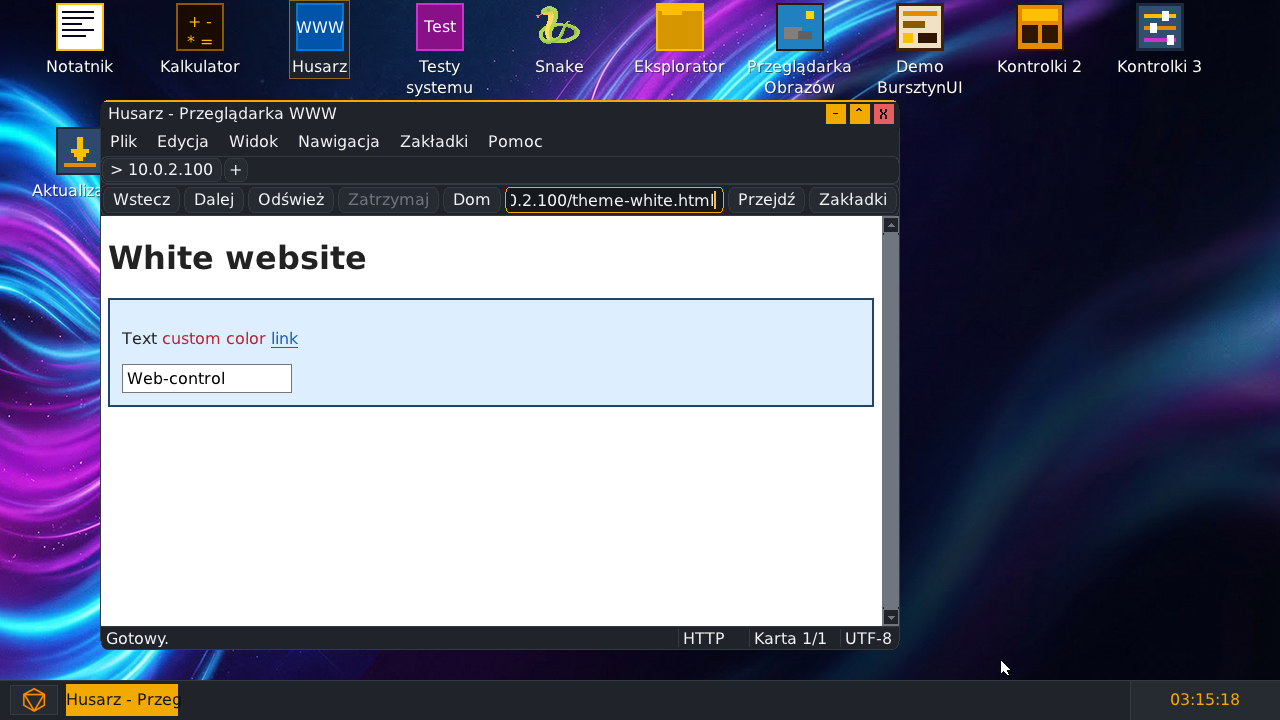 + -
* =
WWW
Test
Notatnik
Kalkulator
Husarz
Testy
systemu
Snake
Eksplorator
Przeglądarka
Obrazów
Demo
BursztynUI
Kontrolki 2
Kontrolki 3
Husarz - Przeglądarka WWW
- ^ X
Plik Edycja Widok Nawigacja Zakładki Pomoc
> 10.0.2.100 +
Wstecz Dalej Odśwież Zatrzymaj Dom 0.2.100/theme-white.html Przejdź Zakładki
White website
Text custom color link
Web-control
Gotowy. HTTP Karta 1/1 UTF-8
Husarz - Przeg
03:15:18